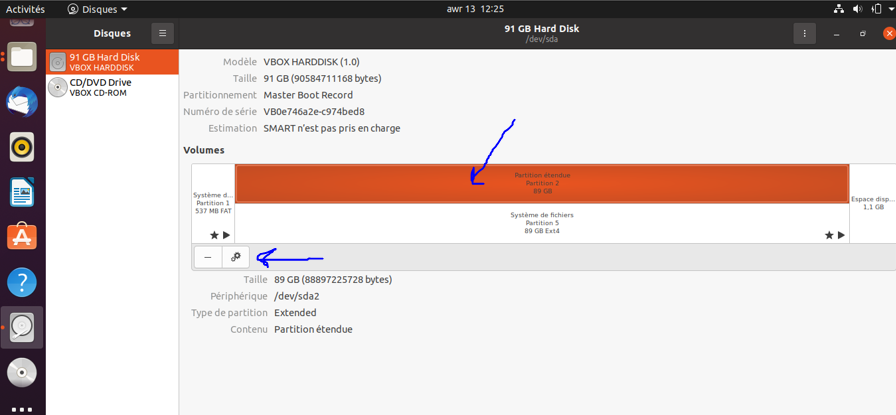 Activités
Disques
awr 13 12:25
Disques
91 GB Hard Disk
/dev/sda
91 GB Hard Disk
VBOX HARDDISK
CD/DVD Drive
VBOX CD-ROM
Modèle VBOX HARDDISK (1.0)
Taille 91 GB (90584711168 bytes)
Partitionnement Master Boot Record
Numéro de série VB0e746a2e-c974bed8
Estimation SMART n'est pas pris en charge
Volumes
Système d...
Partition 1
537 MB FAT
Partition étendue
Partition 2
89 GB
Système de fichiers
Partition 5
89 GB Ext4
Espace disp...
1,1 GB
Taille 89 GB (88897225728 bytes)
Périphérique /dev/sda2
Type de partition Extended
Contenu Partition étendue